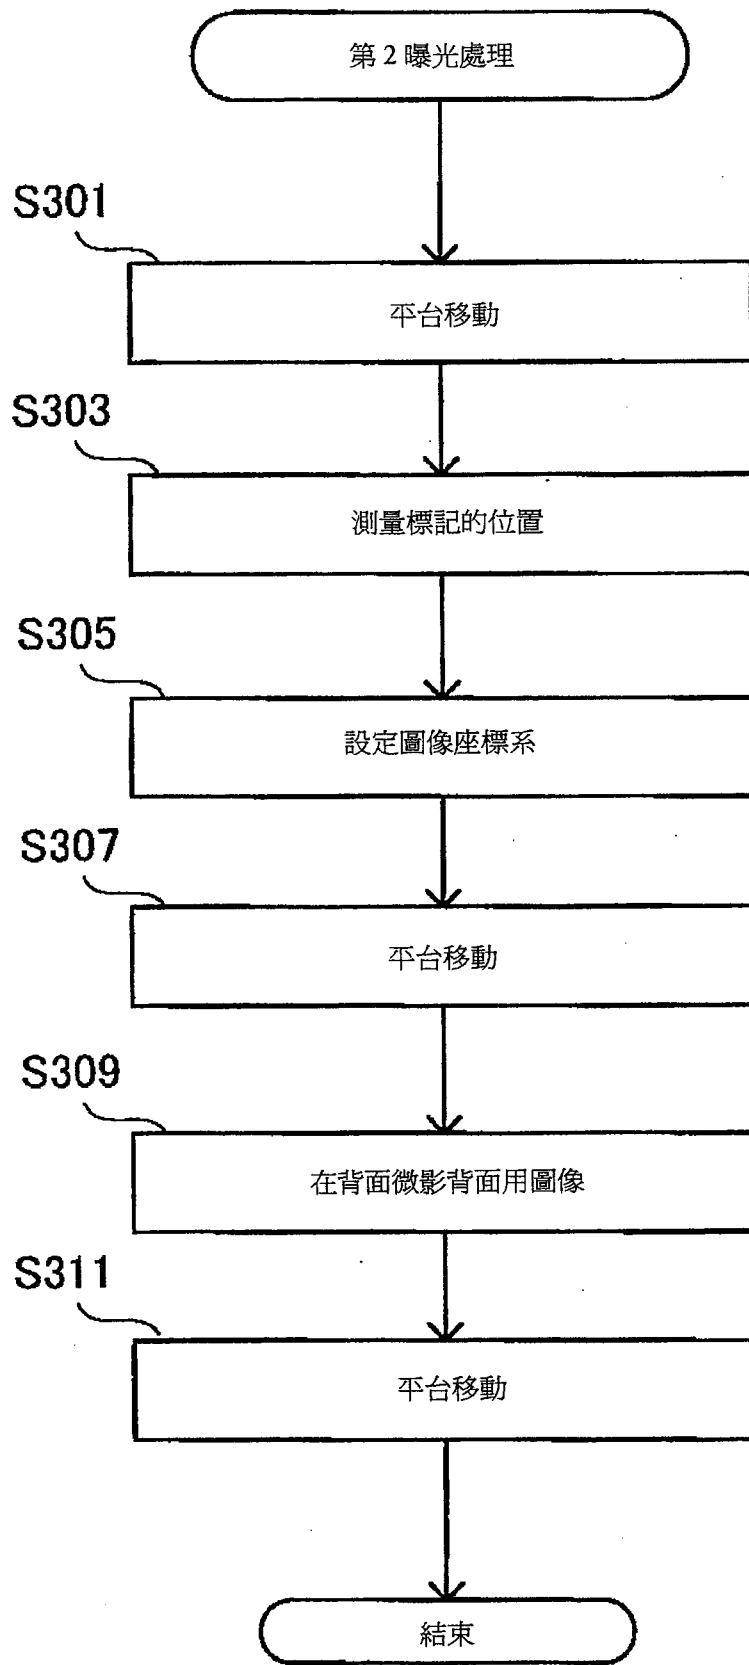 第2曝光處理
S301
平台移動
S303
測量標記的位置
S305
設定圖像座標系
S307
平台移動
S309
在背面微影背面用圖像
S311
平台移動
結束